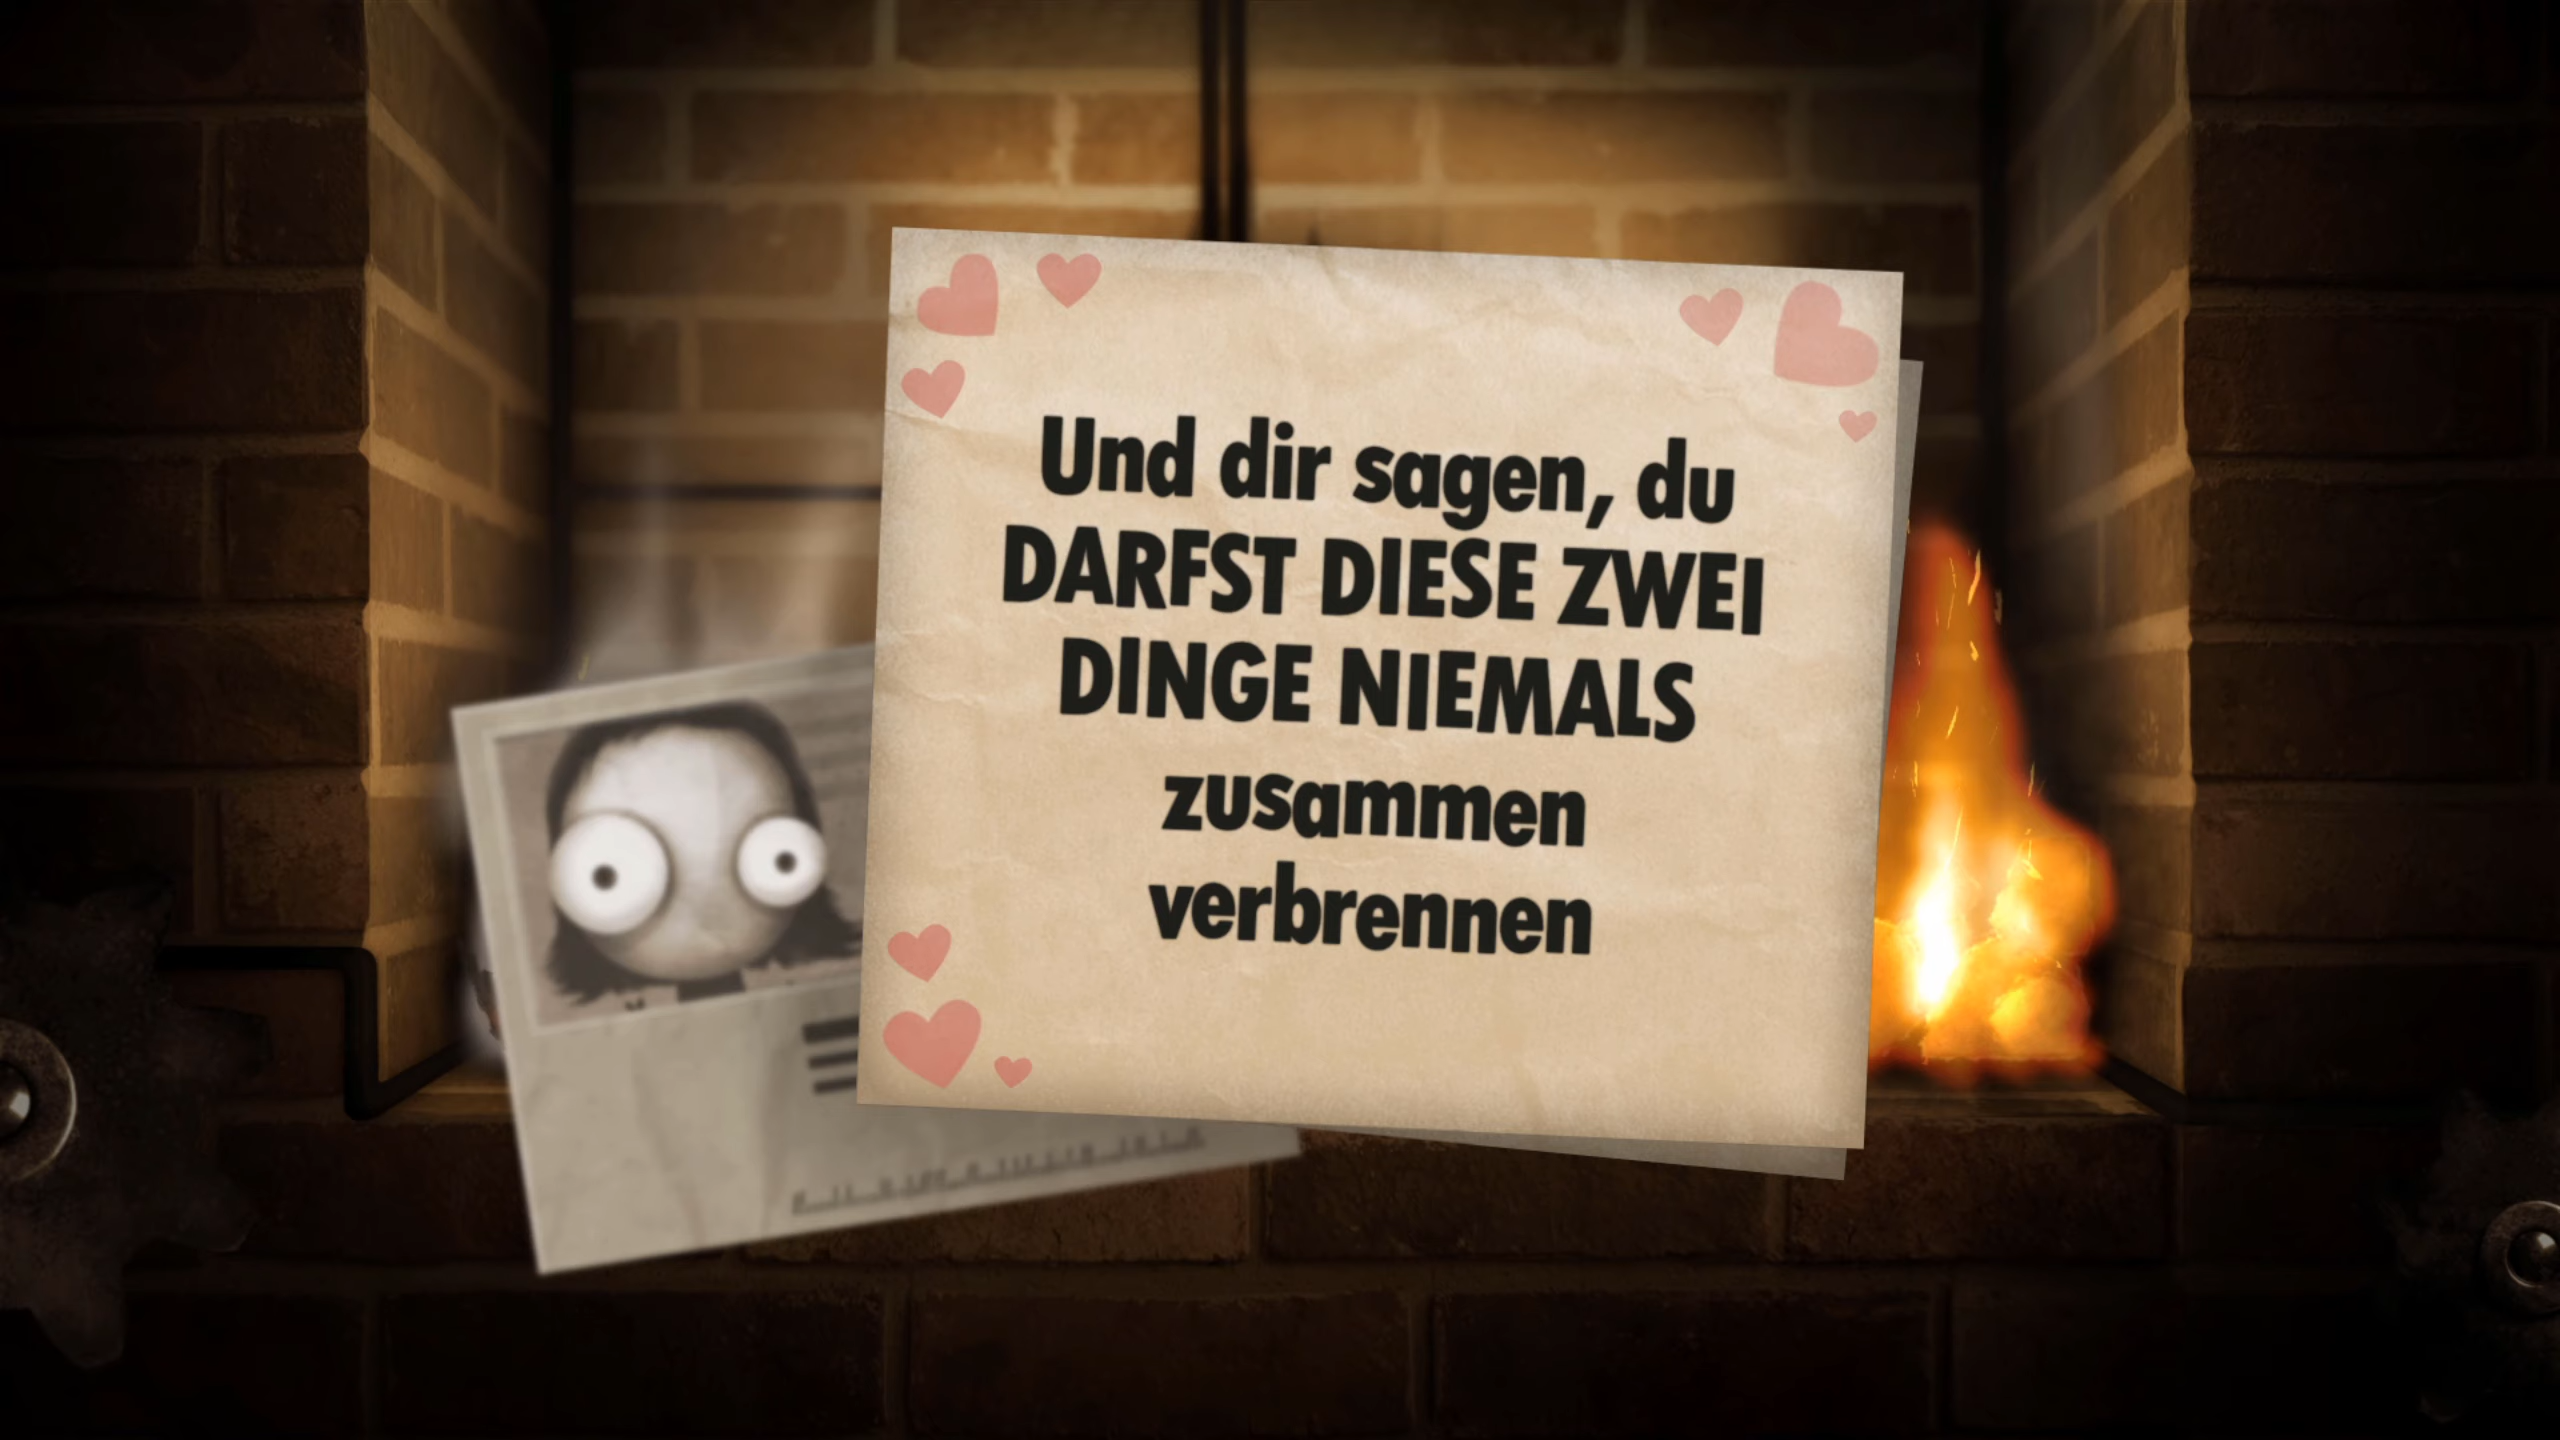 Und dir sagen, du
DARFST DIESE ZWEI
DINGE NIEMALS
zusammen
verbrennen